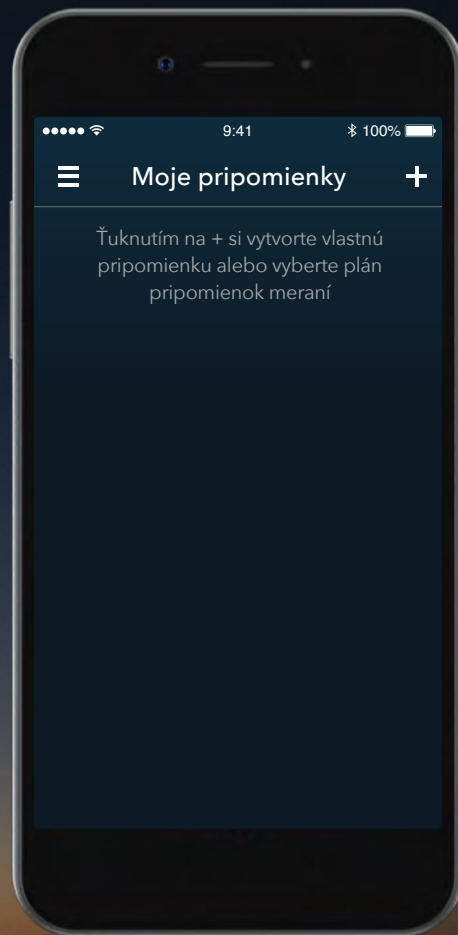 9:41
100%
Moje pripomienky
Ťuknutím na + si vytvorte vlastnú
pripomienku alebo vyberte plán
pripomienok meraní